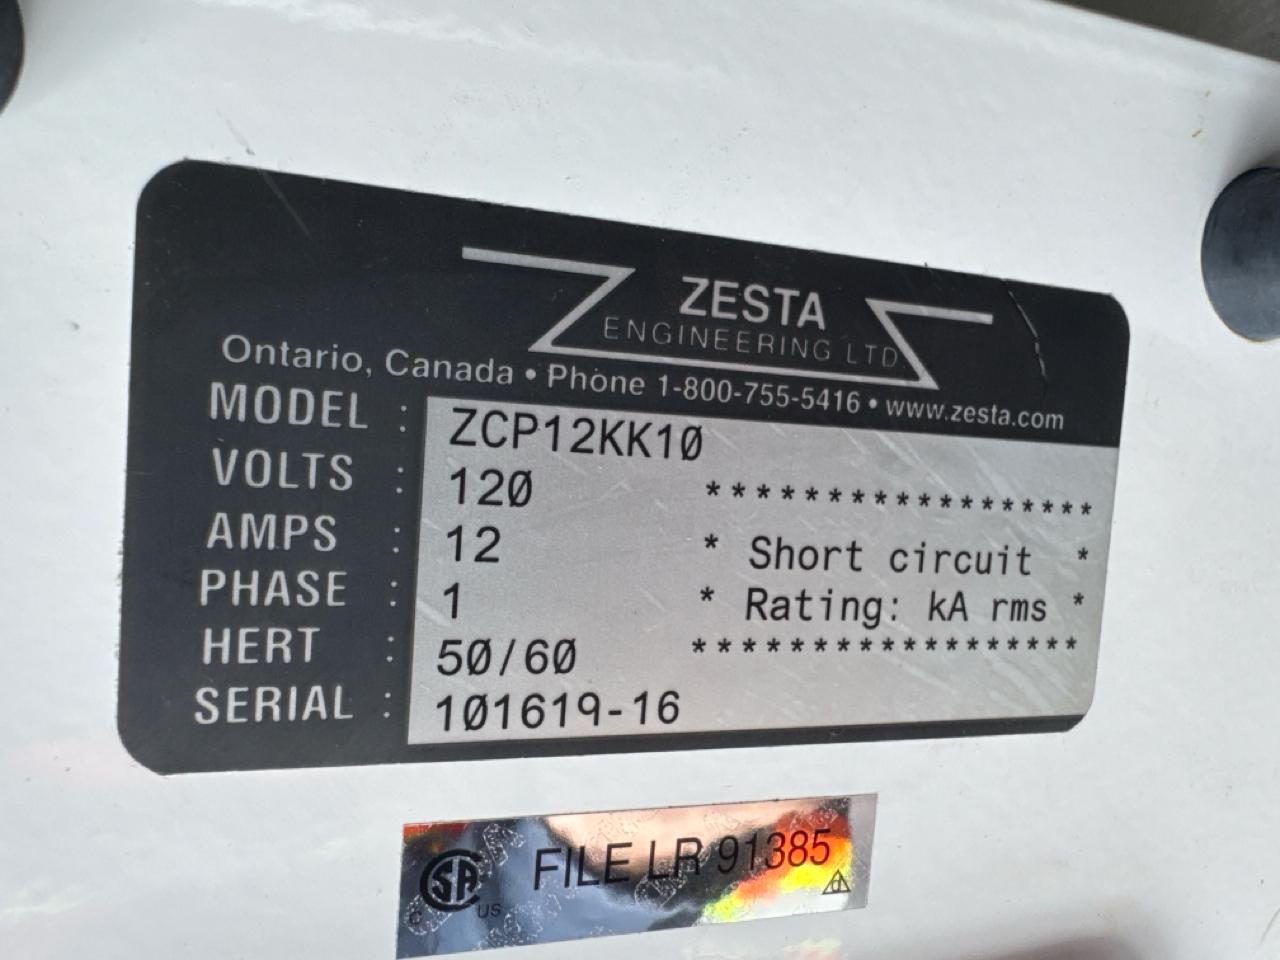 ZESTA
ENGINEERING LTD
Ontario, Canada • Phone 1-800-755-5416 • www.zesta.com
MODEL : ZCP12KK10
VOLTS : 120 *****************
AMPS : 12 * Short circuit *
PHASE : 1 * Rating: kA rms *
HERT : 50/60 *****************
SERIAL : 101619-16
FILE LR 91385
C US